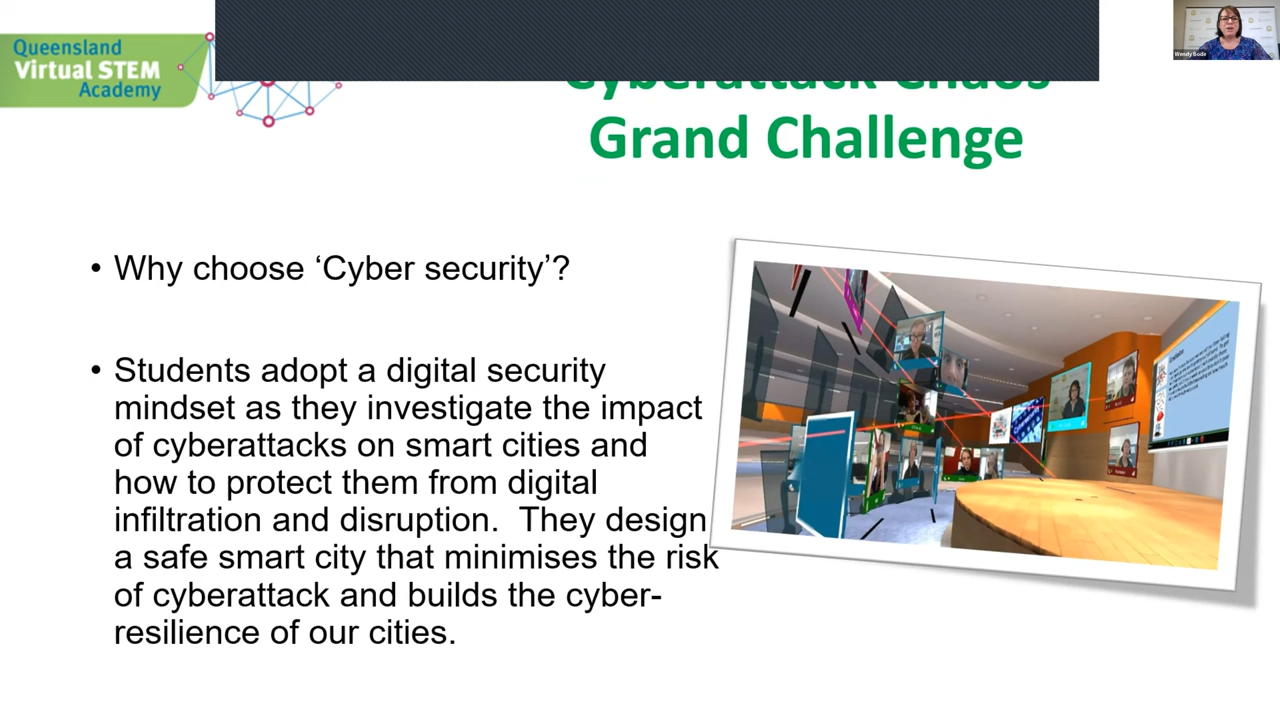 Queensland
Virtual STEM
Academy
Cyberattack Chaos
Grand Challenge
Wendy Bode
• Why choose ‘Cyber security’?
• Students adopt a digital security
mindset as they investigate the impact
of cyberattacks on smart cities and
how to protect them from digital
infiltration and disruption. They design
a safe smart city that minimises the risk
of cyberattack and builds the cyber-
resilience of our cities.